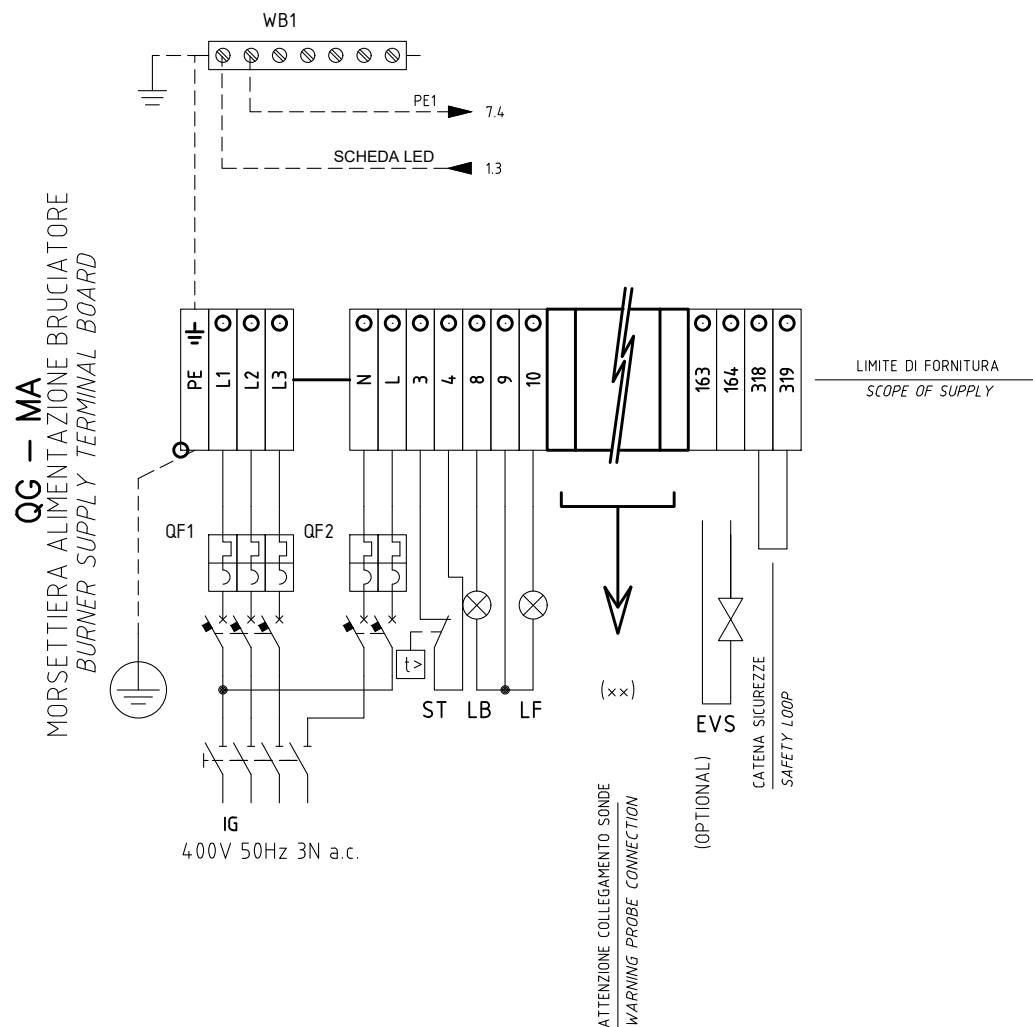 WB1
PE1
7.4
SCHEDA LED
1.3
QG - MA
MORSETTIERA ALIMENTAZIONE BRUCIATORE
BURNER SUPPLY TERMINAL BOARD
PE
L1
L2
L3
N
L
3
4
8
9
10
163
164
318
319
LIMITE DI FORNITURA
SCOPE OF SUPPLY
QF1
QF2
t>
ST
LB
LF
(xx)
EVS
(OPTIONAL)
CATENA SICUREZZE
SAFETY LOOP
IG
400V 50Hz 3N a.c.
ATTENZIONE COLLEGAMENTO SONDE
WARNING PROBE CONNECTION